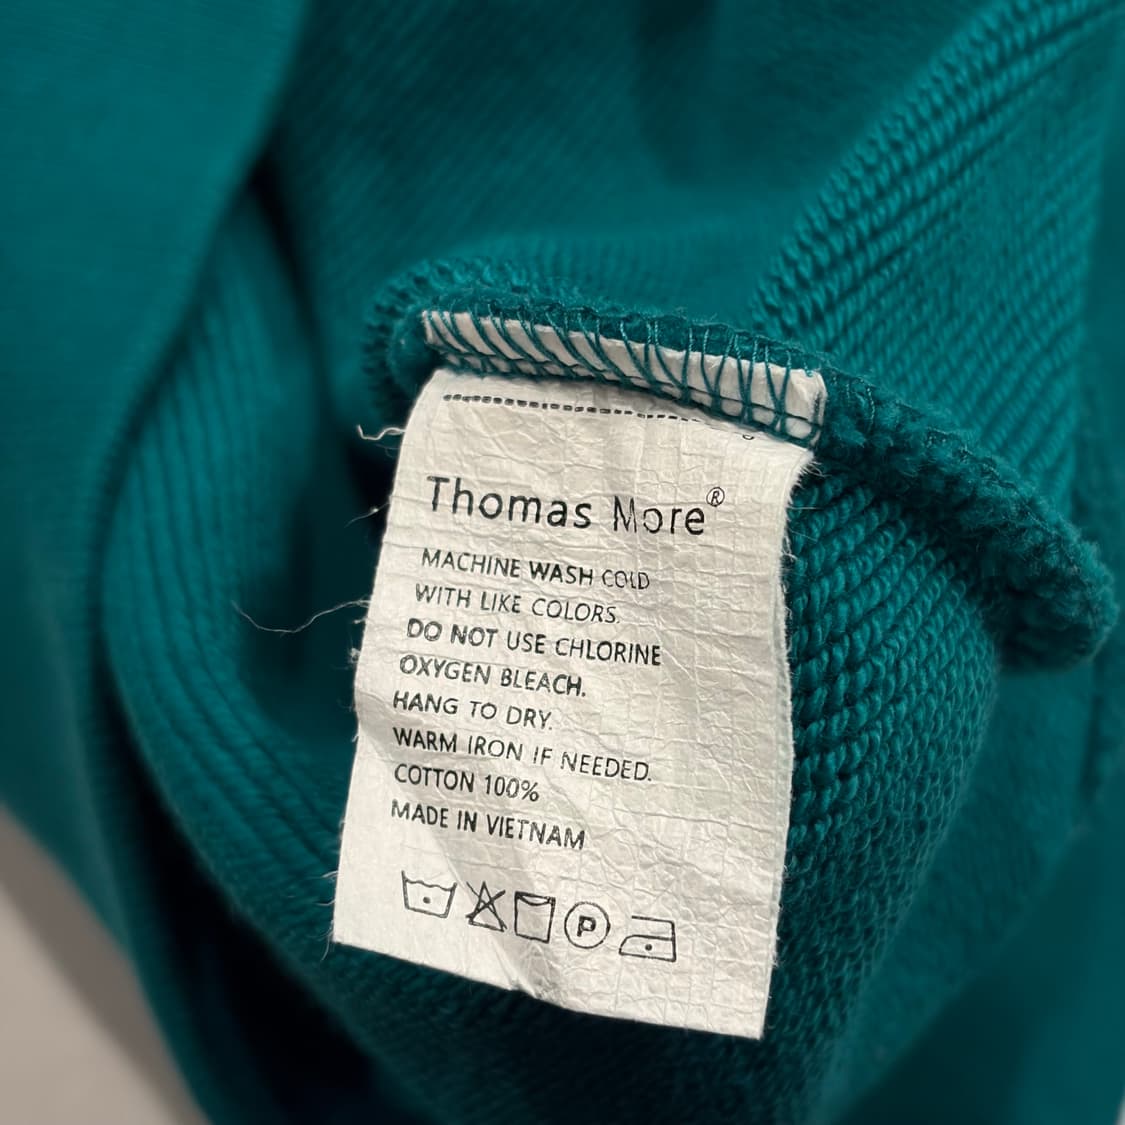 Thomas More®
MACHINE WASH COLD
WITH LIKE COLORS.
DO NOT USE CHLORINE
OXYGEN BLEACH.
HANG TO DRY.
WARM IRON IF NEEDED.
COTTON 100%
MADE IN VIETNAM
P